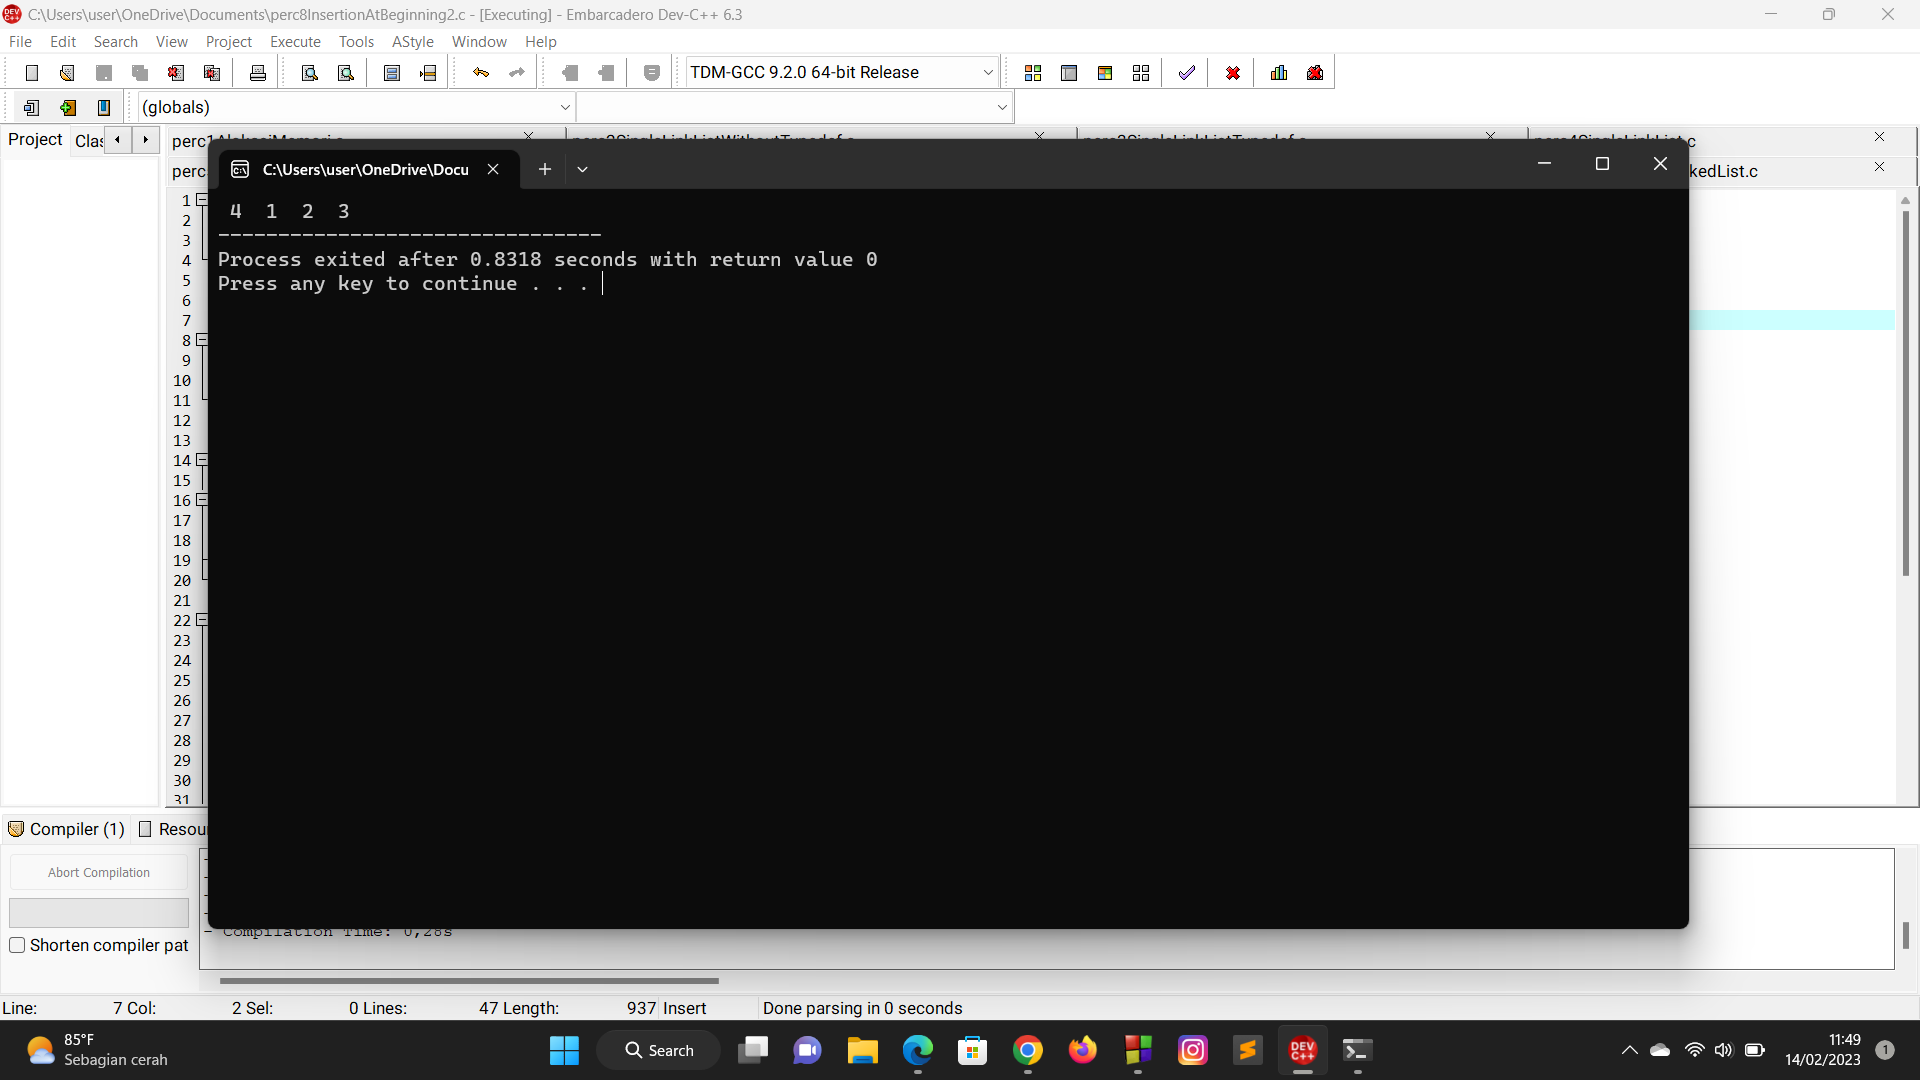 C:\Users\user\OneDrive\Documents\perc8InsertionAtBeginning2.c - [Executing] - Embarcadero Dev-C++ 6.3
File Edit Search View Project Execute Tools AStyle Window Help
TDM-GCC 9.2.0 64-bit Release
(globals)
Project Clas
kedList.c
C:\Users\user\OneDrive\Docu
4 1 2 3
--------------------------------
Process exited after 0.8318 seconds with return value 0
Press any key to continue . . .
1
2
3
4
5
6
7
8
9
10
11
12
13
14
15
16
17
18
19
20
21
22
23
24
25
26
27
28
29
30
31
Compiler (1) Resou
Abort Compilation
Shorten compiler pat
- Compilation Time: 0,28s
Line: 7 Col: 2 Sel: 0 Lines: 47 Length: 937 Insert Done parsing in 0 seconds
85°F
Sebagian cerah
Search
DEV C++
11:49
14/02/2023
1